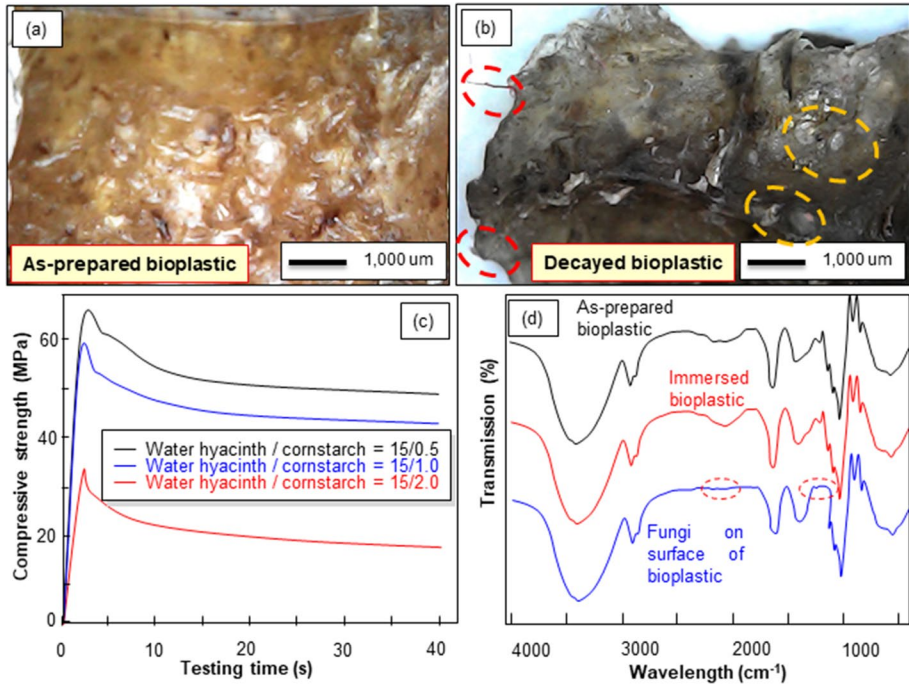 (a)
As-prepared bioplastic
1,000 um
(b)
Decayed bioplastic
1,000 um
(c)
Compressive strength (MPa)
60
40
20
0
Water hyacinth / cornstarch = 15/0.5
Water hyacinth / cornstarch = 15/1.0
Water hyacinth / cornstarch = 15/2.0
0 10 20 30 40
Testing time (s)
(d)
Transmission (%)
As-prepared
bioplastic
Immersed
bioplastic
Fungi on
surface of
bioplastic
4000 3000 2000 1000
Wavelength (cm⁻¹)